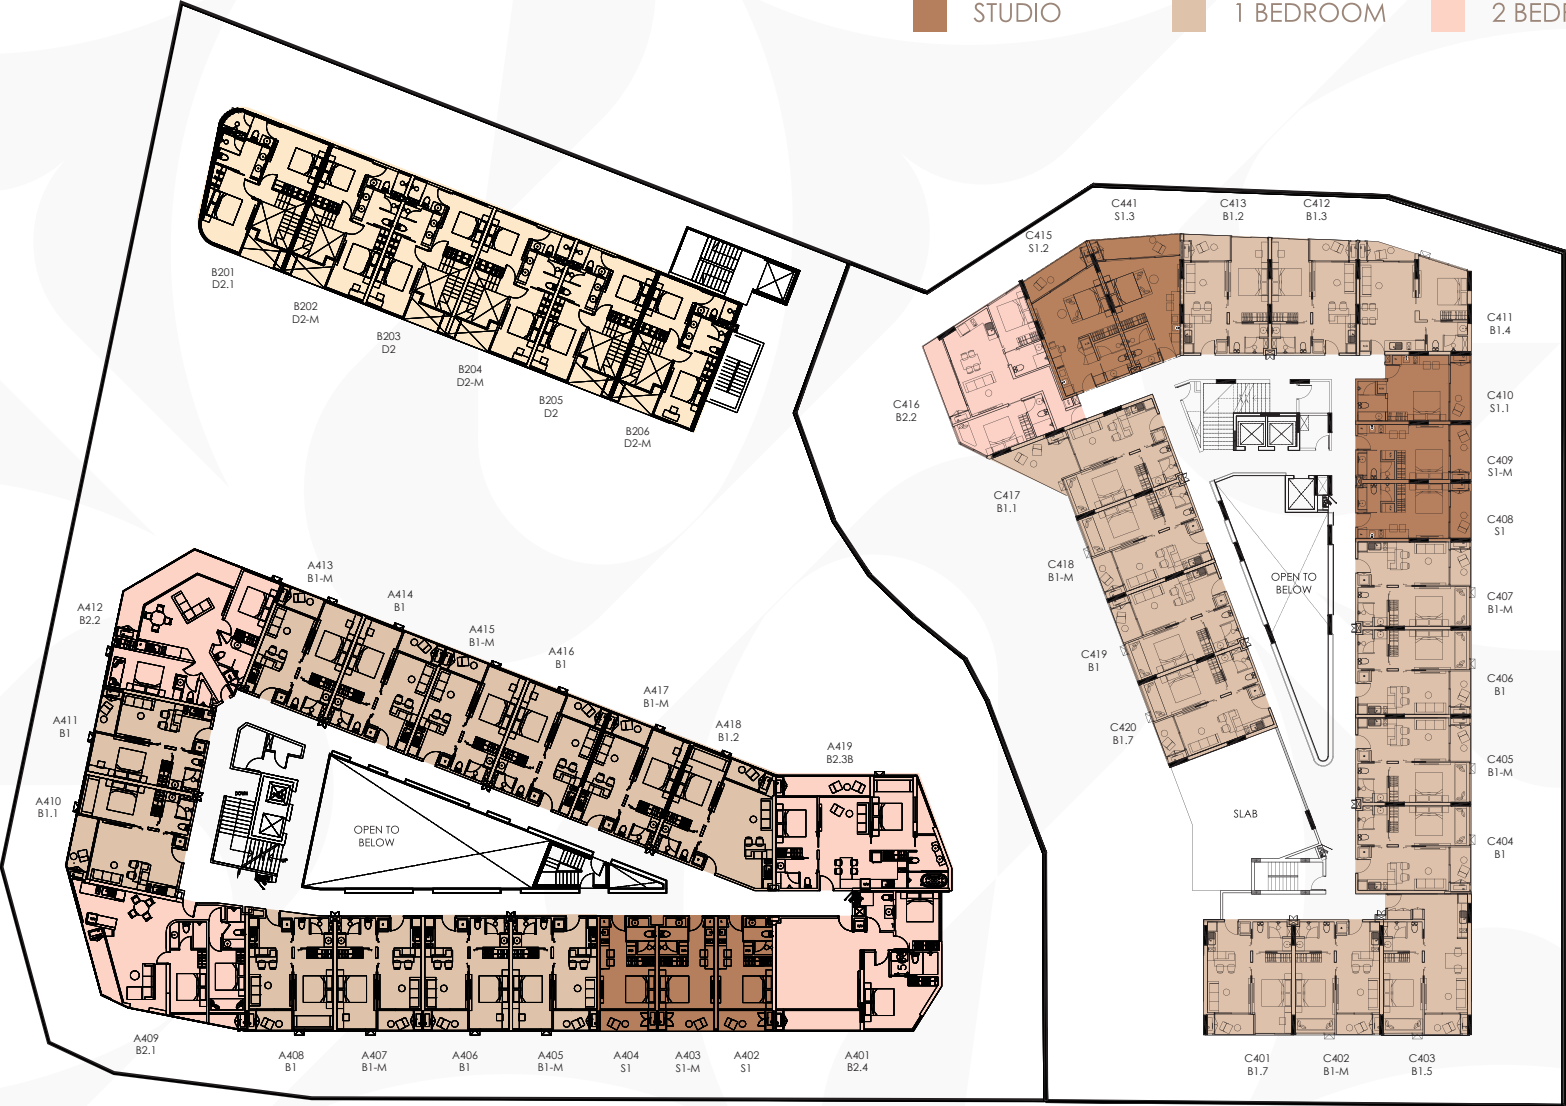 STUDIO
1 BEDROOM
2 BED
C441
S1.3
C413
B1.2
C412
B1.3
C415
S1.2
B201
D2.1
B202
D2-M
B203
D2
B204
D2-M
B205
D2
B206
D2-M
C411
B1.4
C410
S1.1
C409
S1-M
C408
S1
C407
B1-M
C406
B1
C405
B1-M
C404
B1
C416
B2.2
C417
B1.1
C418
B1-M
C419
B1
C420
B1.7
OPEN TO
BELOW
SLAB
C401
B1.7
C402
B1-M
C403
B1.5
A413
B1-M
A414
B1
A415
B1-M
A416
B1
A417
B1-M
A418
B1.2
A419
B2.3B
A412
B2.2
A411
B1
A410
B1.1
DOWN
OPEN TO
BELOW
A409
B2.1
A408
B1
A407
B1-M
A406
B1
A405
B1-M
A404
S1
A403
S1-M
A402
S1
A401
B2.4